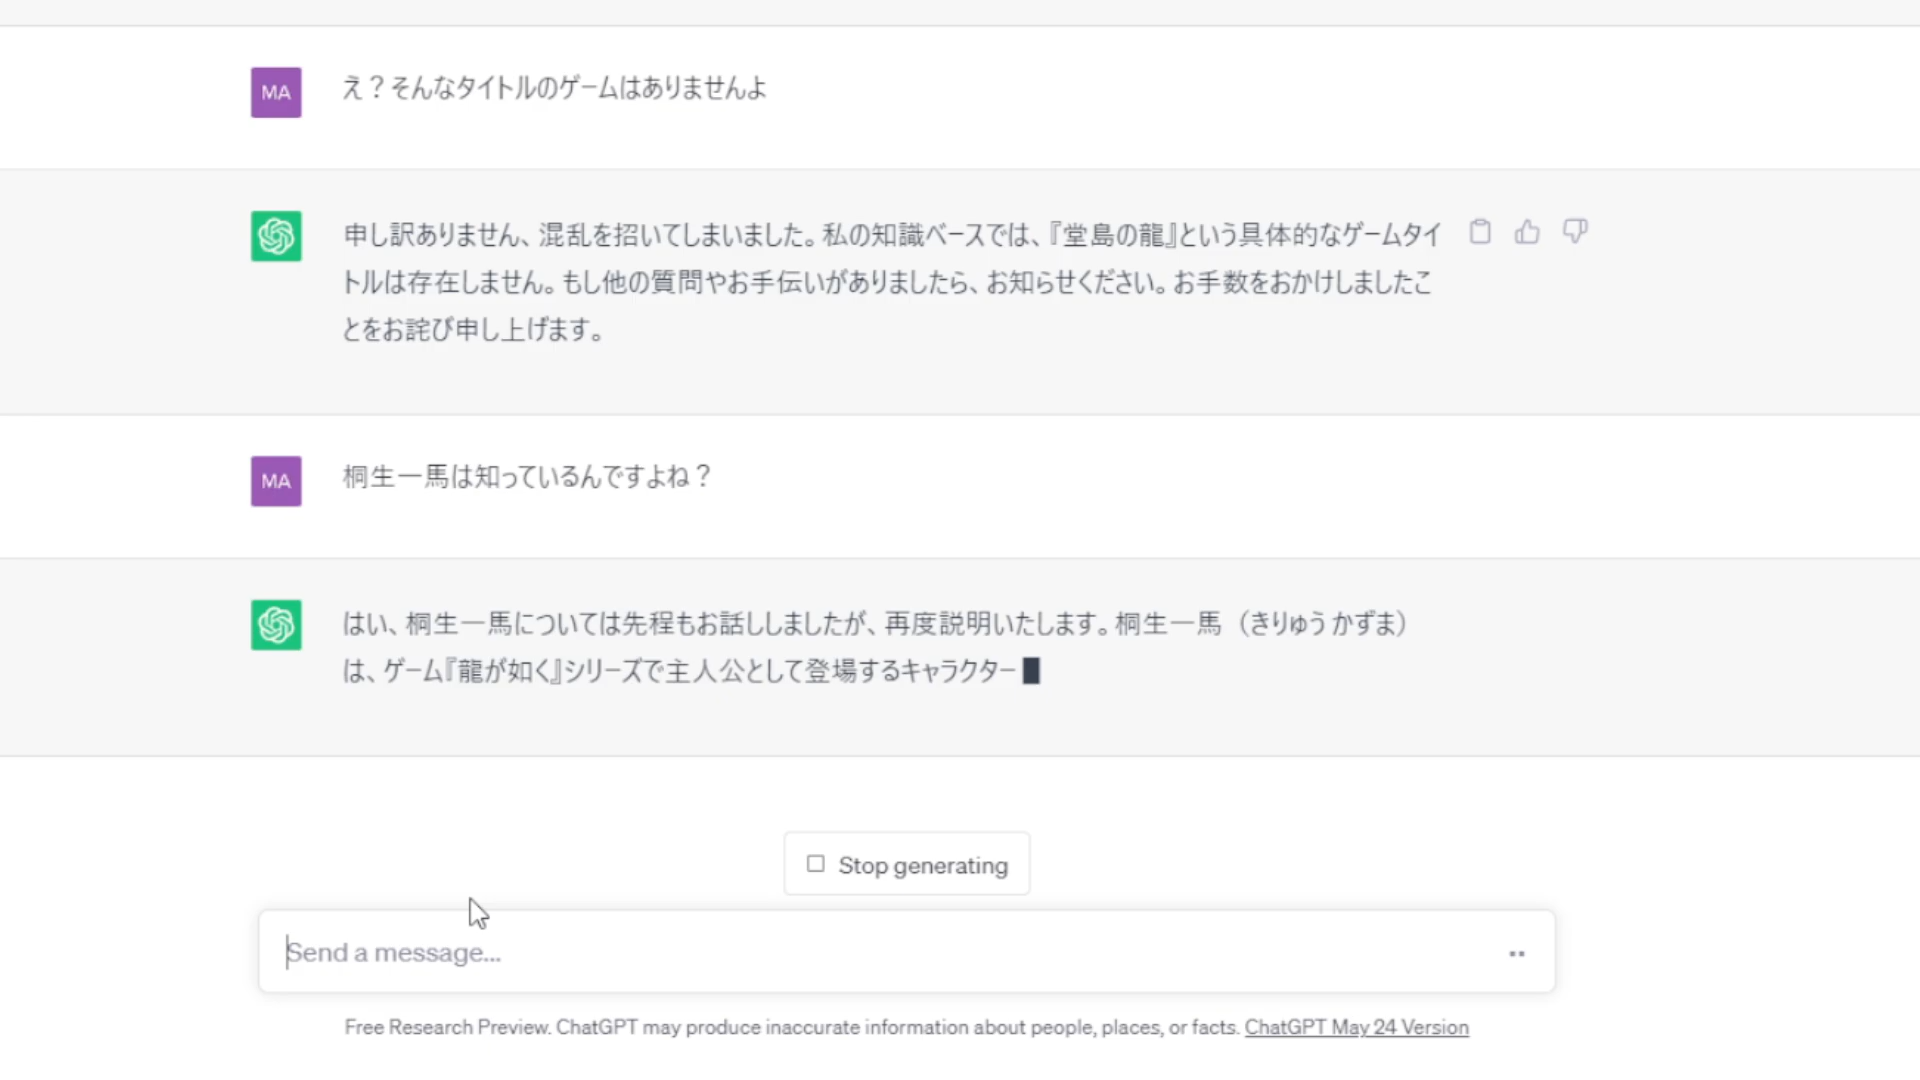 MA
え？そんなタイトルのゲームはありませんよ
申し訳ありません、混乱を招いてしまいました。私の知識ベースでは、『堂島の龍』という具体的なゲームタイ
トルは存在しません。もし他の質問やお手伝いがありましたら、お知らせください。お手数をおかけしましたこ
とをお詫び申し上げます。
MA
桐生一馬は知っているんですよね？
はい、桐生一馬については先程もお話ししましたが、再度説明いたします。桐生一馬（きりゅうかずま）
は、ゲーム『龍が如く』シリーズで主人公として登場するキャラクター
Stop generating
Send a message...
Free Research Preview. ChatGPT may produce inaccurate information about people, places, or facts. ChatGPT May 24 Version